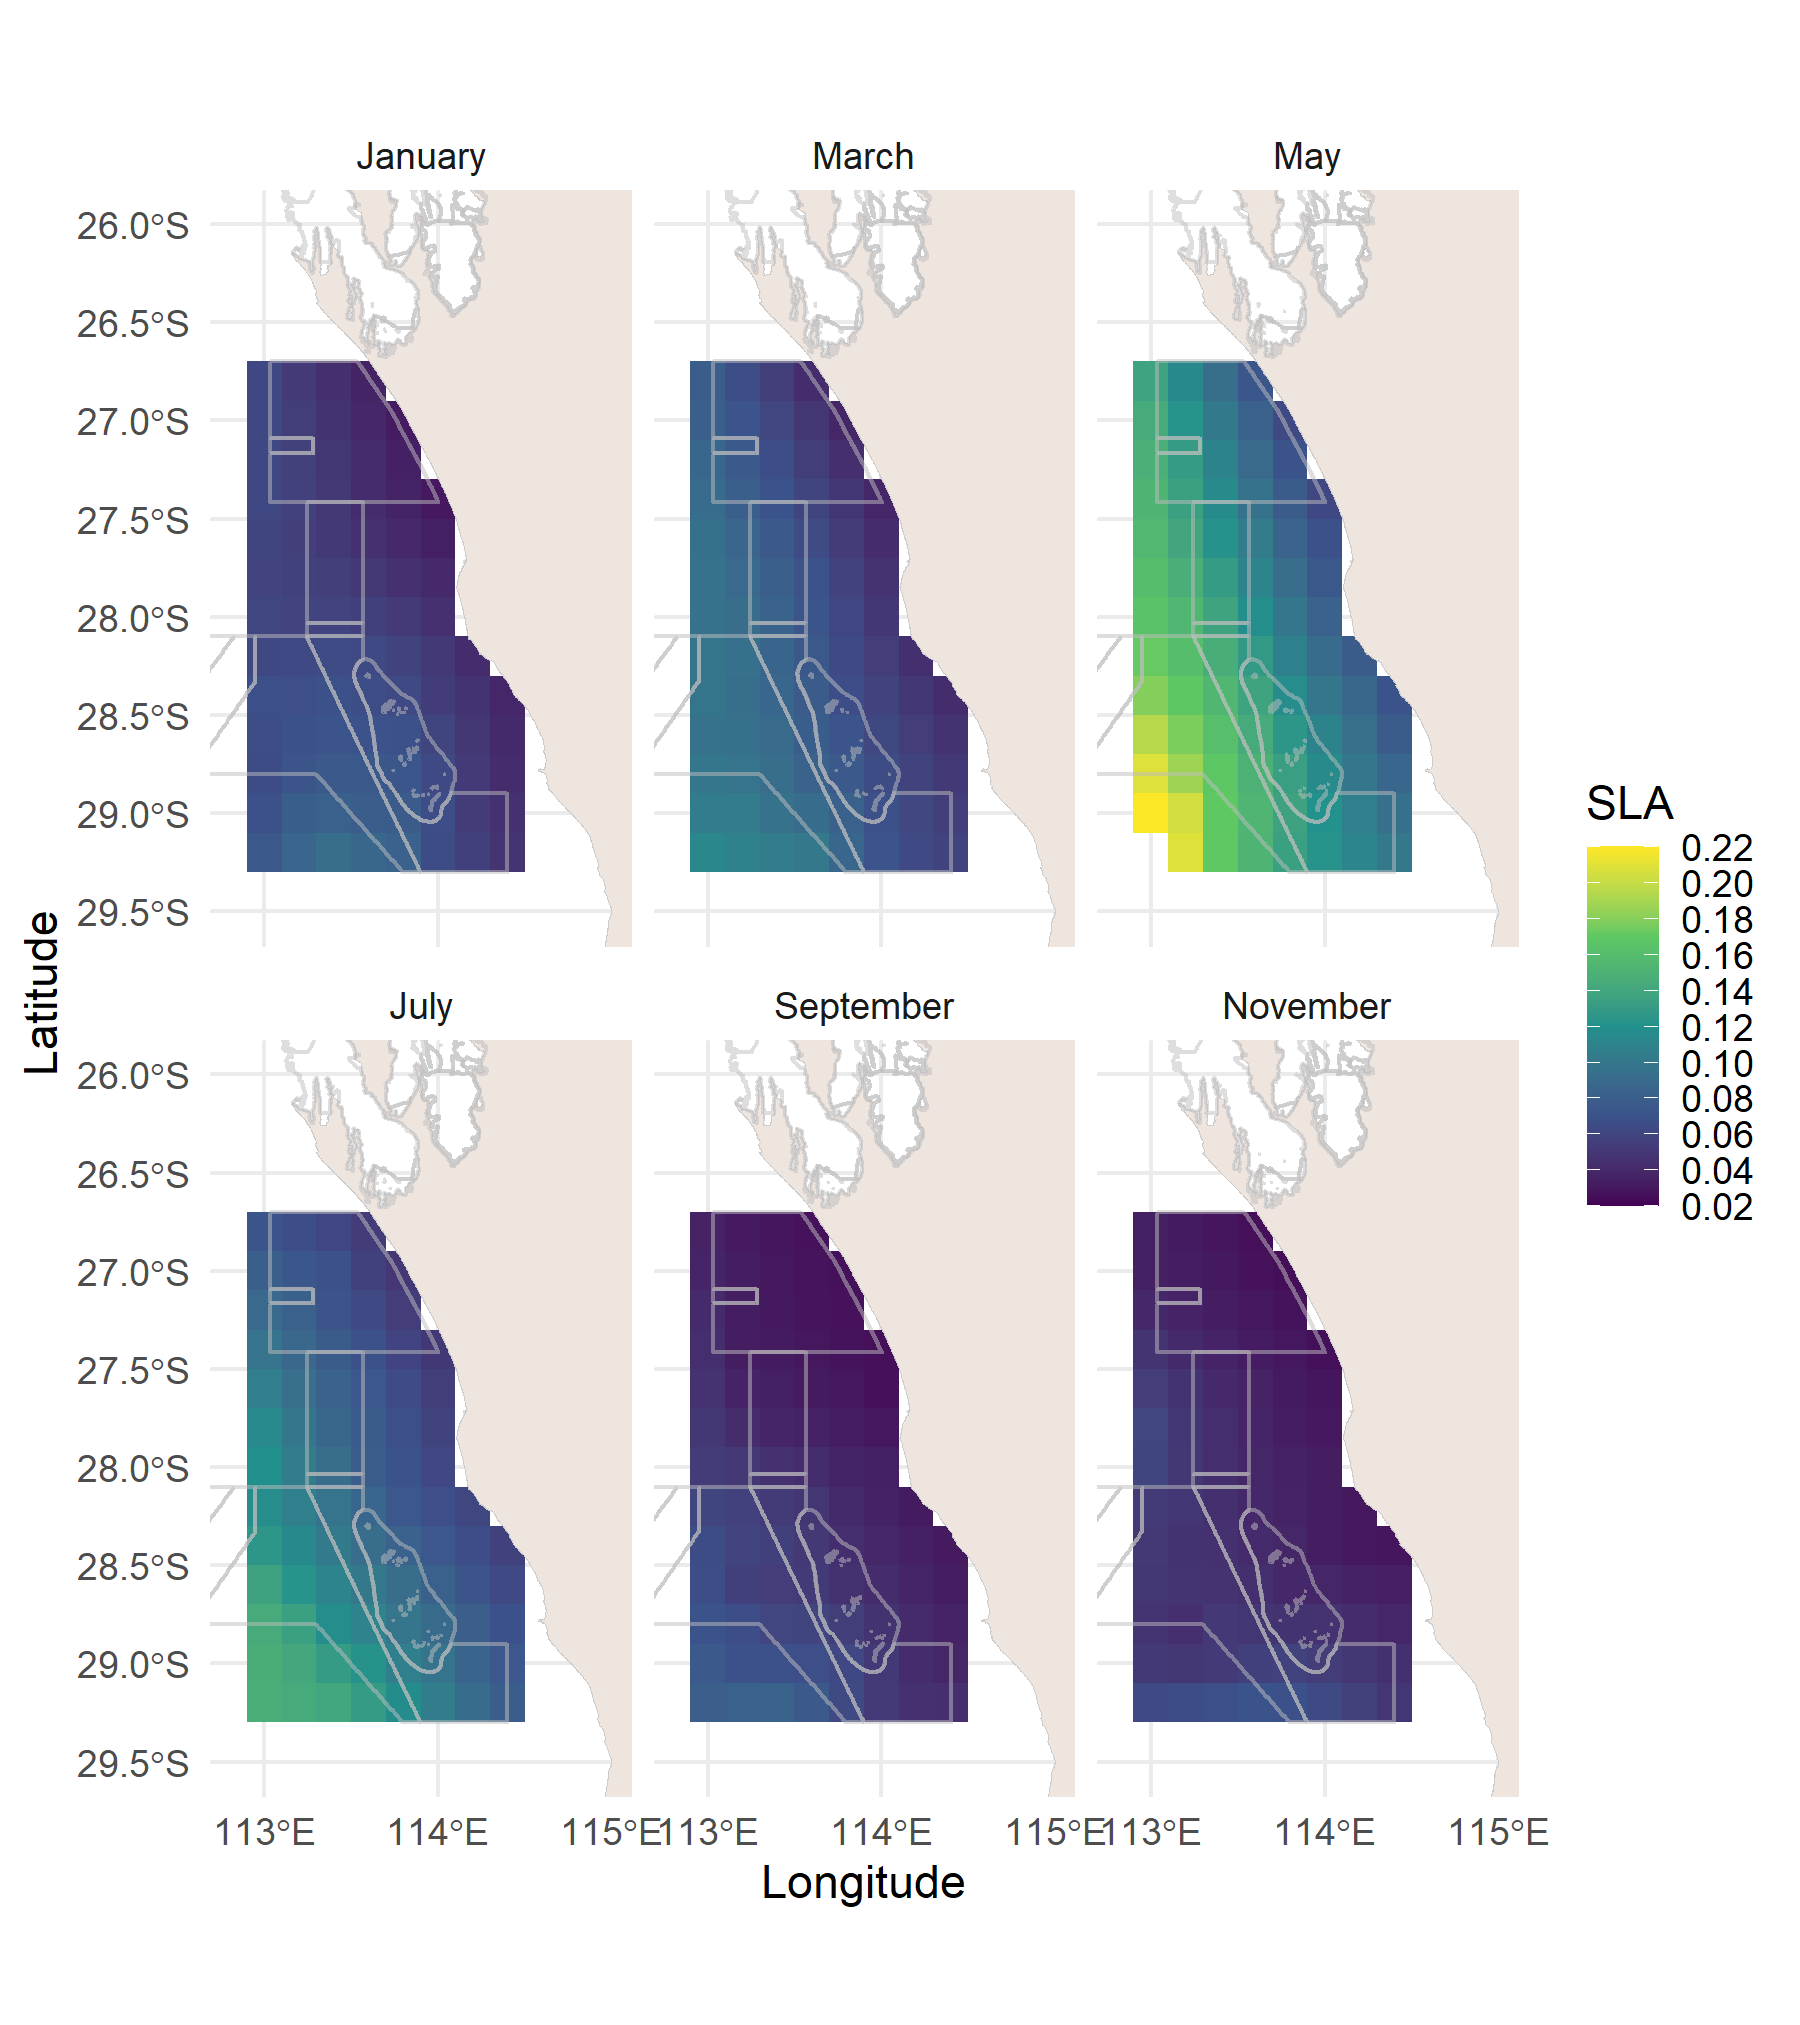 January March May
26.0°S
26.5°S
27.0°S
27.5°S
28.0°S
28.5°S
29.0°S
29.5°S
Latitude
SLA
0.22
0.20
0.18
0.16
0.14
0.12
0.10
0.08
0.06
0.04
0.02
July September November
26.0°S
26.5°S
27.0°S
27.5°S
28.0°S
28.5°S
29.0°S
29.5°S
113°E 114°E 115°E 113°E 114°E 115°E 113°E 114°E 115°E
Longitude